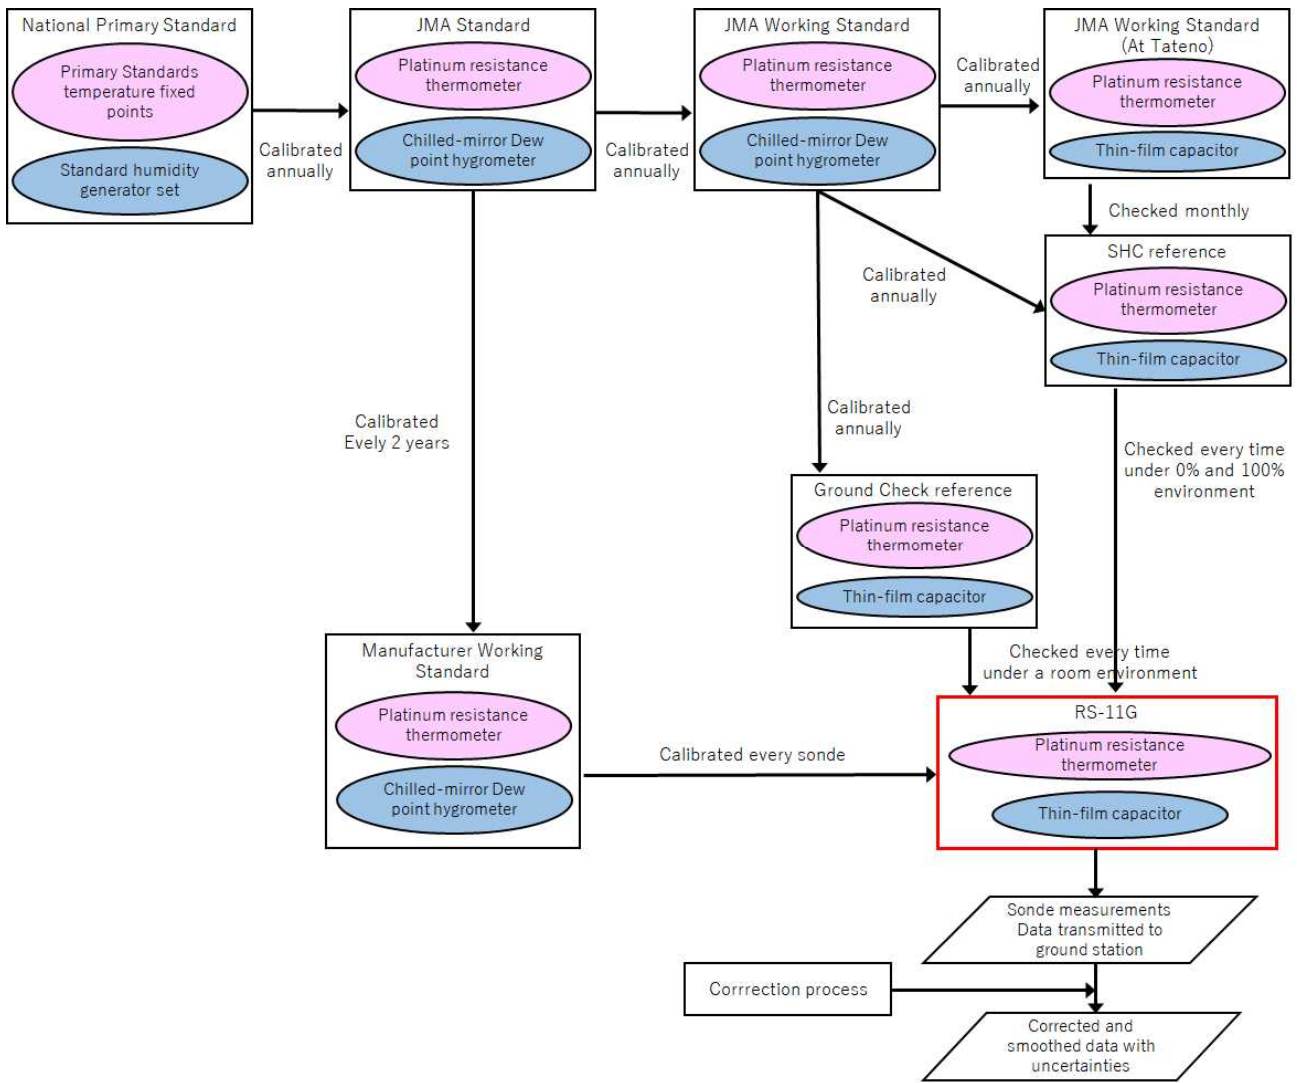 National Primary Standard
Primary Standards
temperature fixed
points
Standard humidity
generator set
Calibrated
annually
JMA Standard
Platinum resistance
thermometer
Chilled-mirror Dew
point hygrometer
Calibrated
annually
JMA Working Standard
Platinum resistance
thermometer
Chilled-mirror Dew
point hygrometer
Calibrated
annually
JMA Working Standard
(At Tateno)
Platinum resistance
thermometer
Thin-film capacitor
Checked monthly
SHC reference
Platinum resistance
thermometer
Thin-film capacitor
Calibrated
annually
Calibrated
annually
Calibrated
Evely 2 years
Checked every time
under 0% and 100%
environment
Ground Check reference
Platinum resistance
thermometer
Thin-film capacitor
Checked every time
under a room environment
Manufacturer Working
Standard
Platinum resistance
thermometer
Chilled-mirror Dew
point hygrometer
Calibrated every sonde
RS-11G
Platinum resistance
thermometer
Thin-film capacitor
Sonde measurements
Data transmitted to
ground station
Corrrection process
Corrected and
smoothed data with
uncertainties